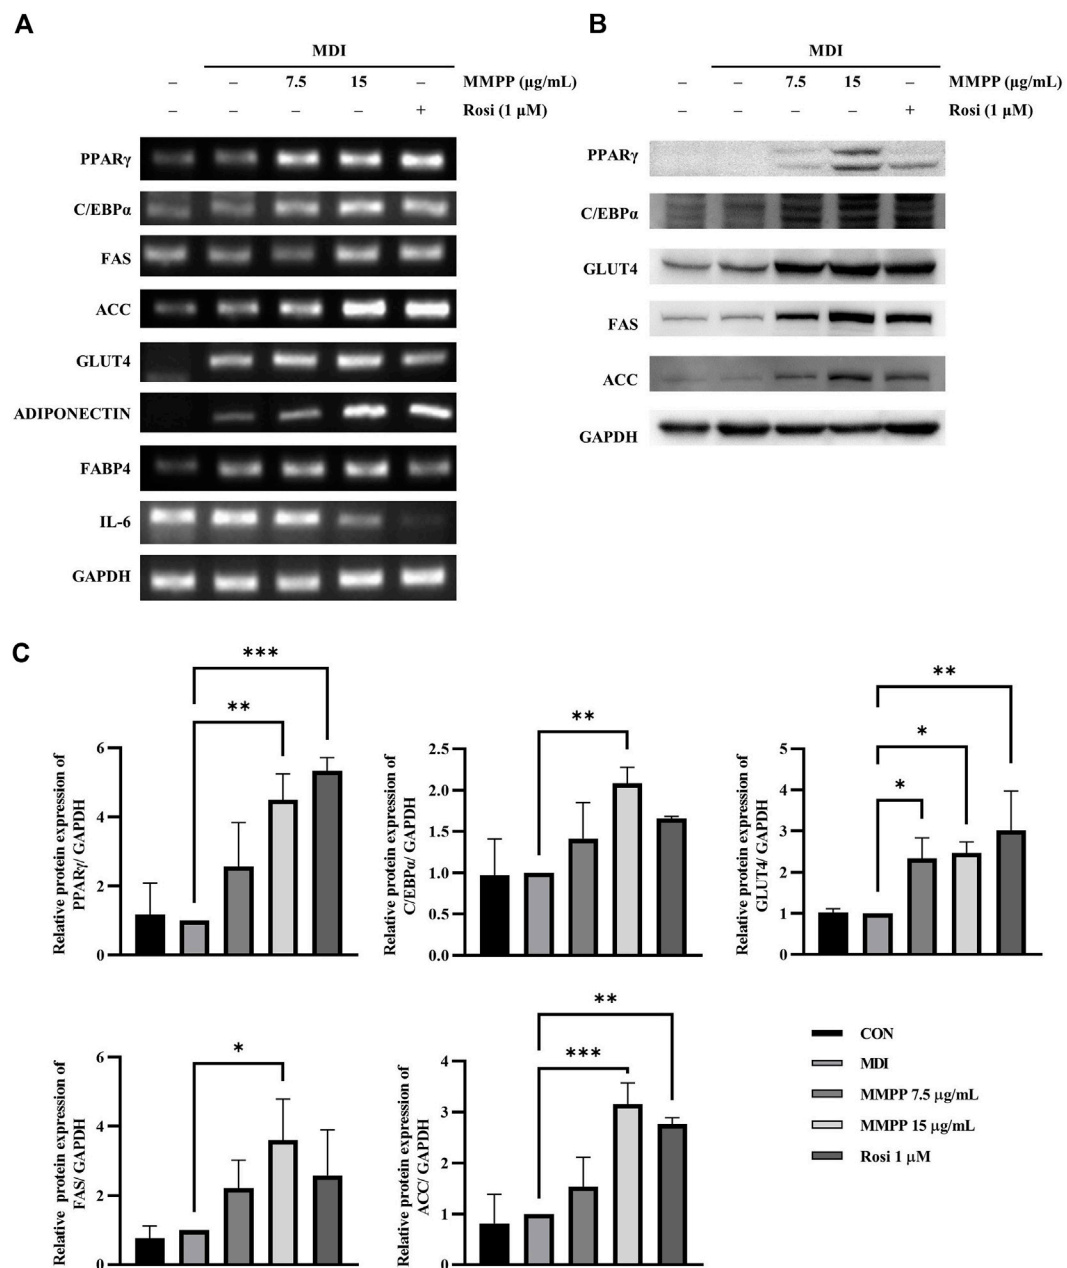 A
MDI
– – 7.5 15 – MMPP (µg/mL)
– – – – + Rosi (1 µM)
PPARγ
C/EBPα
FAS
ACC
GLUT4
ADIPONECTIN
FABP4
IL-6
GAPDH
B
MDI
– – 7.5 15 – MMPP (µg/mL)
– – – – + Rosi (1 µM)
PPARγ
C/EBPα
GLUT4
FAS
ACC
GAPDH
C
Relative protein expression of
PPARγ/ GAPDH
6
4
2
0
***
**
Relative protein expression of
C/EBPα/ GAPDH
2.5
2.0
1.5
1.0
0.5
0.0
**
Relative protein expression of
GLUT4/ GAPDH
5
4
3
2
1
0
**
*
*
Relative protein expression of
FAS/ GAPDH
6
4
2
0
*
Relative protein expression of
ACC/ GAPDH
4
3
2
1
0
**
***
CON
MDI
MMPP 7.5 µg/mL
MMPP 15 µg/mL
Rosi 1 µM